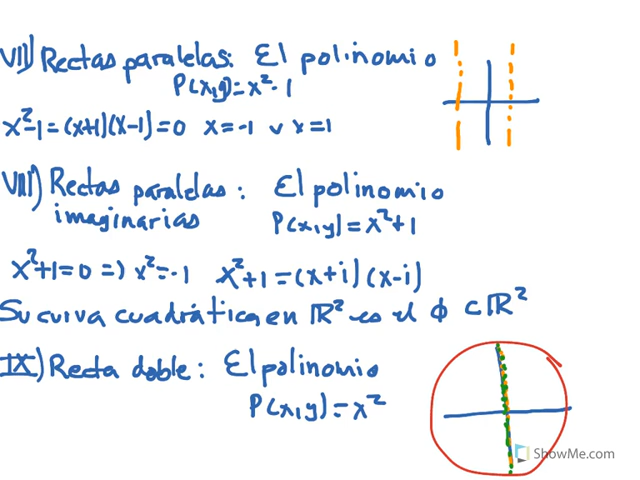 VII) Rectas paralelas: El polinomio
P(x,y)=x²-1
x²-1=(x+1)(x-1)=0 x=-1 v x=1
VIII) Rectas paralelas: El polinomio
imaginarias P(x,y)=x²+1
x²+1=0 => x²=-1 x²+1=(x+i)(x-i)
Su curva cuadrática en ℝ² es el ϕ ⊂ ℝ²
IX) Recta doble: El polinomio
P(x,y)=x²
ShowMe.com